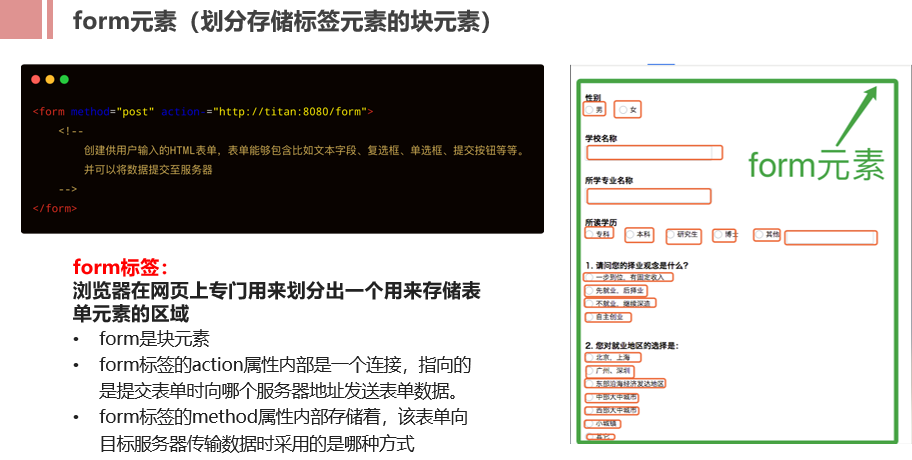 form元素（划分存储标签元素的块元素）
<form method="post" action ="http://titan:8080/form">
<!--
创建供用户输入的HTML表单，表单能够包含比如文本字段、复选框、单选框、提交按钮等等。
并可以将数据提交至服务器
-->
</form>
form标签：
浏览器在网页上专门用来划分出一个用来存储表
单元素的区域
• form是块元素
• form标签的action属性内部是一个连接，指向的
是提交表单时向哪个服务器地址发送表单数据。
• form标签的method属性内部存储着，该表单向
目标服务器传输数据时采用的是哪种方式
form元素
性别
男 女
学校名称
所学专业名称
所读学历
专科 本科 研究生 博士 其他
1. 请问您的择业观念是什么？
一步到位、有固定收入
先就业、后择业
不就业、继续深造
自主创业
2. 您对就业地区的选择是：
北京、上海
广州、深圳
东部沿海经济发达地区
中部大中城市
西部大中城市
小城镇
其它